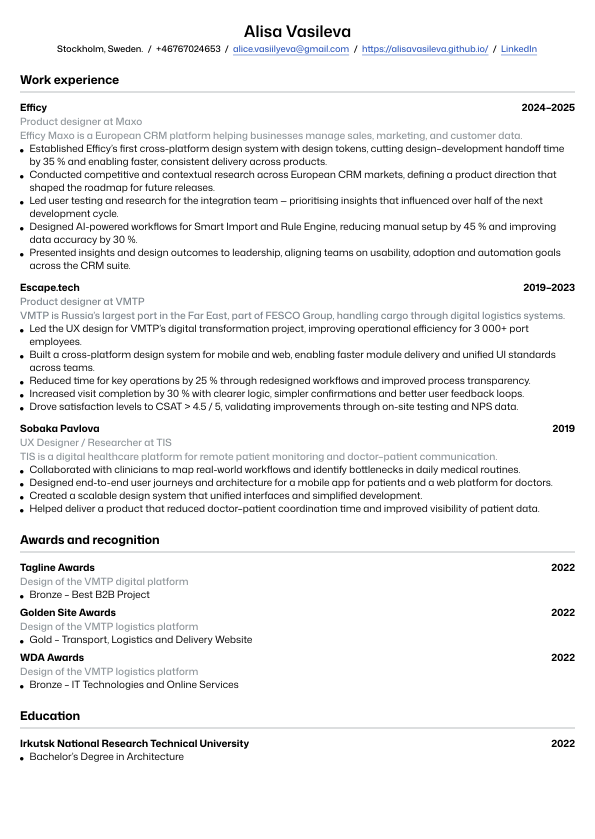 Alisa Vasileva
Stockholm, Sweden. / +46767024653 / alice.vasiilyeva@gmail.com / https://alisavasileva.github.io/ / LinkedIn
Work experience
Efficy 2024–2025
Product designer at Maxo
Efficy Maxo is a European CRM platform helping businesses manage sales, marketing, and customer data.
• Established Efficy's first cross-platform design system with design tokens, cutting design–development handoff time
by 35 % and enabling faster, consistent delivery across products.
• Conducted competitive and contextual research across European CRM markets, defining a product direction that
shaped the roadmap for future releases.
• Led user testing and research for the integration team — prioritising insights that influenced over half of the next
development cycle.
• Designed AI-powered workflows for Smart Import and Rule Engine, reducing manual setup by 45 % and improving
data accuracy by 30 %.
• Presented insights and design outcomes to leadership, aligning teams on usability, adoption and automation goals
across the CRM suite.
Escape.tech 2019–2023
Product designer at VMTP
VMTP is Russia's largest port in the Far East, part of FESCO Group, handling cargo through digital logistics systems.
• Led the UX design for VMTP's digital transformation project, improving operational efficiency for 3 000+ port
employees.
• Built a cross-platform design system for mobile and web, enabling faster module delivery and unified UI standards
across teams.
• Reduced time for key operations by 25 % through redesigned workflows and improved process transparency.
• Increased visit completion by 30 % with clearer logic, simpler confirmations and better user feedback loops.
• Drove satisfaction levels to CSAT > 4.5 / 5, validating improvements through on-site testing and NPS data.
Sobaka Pavlova 2019
UX Designer / Researcher at TIS
TIS is a digital healthcare platform for remote patient monitoring and doctor–patient communication.
• Collaborated with clinicians to map real-world workflows and identify bottlenecks in daily medical routines.
• Designed end-to-end user journeys and architecture for a mobile app for patients and a web platform for doctors.
• Created a scalable design system that unified interfaces and simplified development.
• Helped deliver a product that reduced doctor–patient coordination time and improved visibility of patient data.
Awards and recognition
Tagline Awards 2022
Design of the VMTP digital platform
• Bronze – Best B2B Project
Golden Site Awards 2022
Design of the VMTP logistics platform
• Gold – Transport, Logistics and Delivery Website
WDA Awards 2022
Design of the VMTP logistics platform
• Bronze – IT Technologies and Online Services
Education
Irkutsk National Research Technical University 2022
• Bachelor's Degree in Architecture